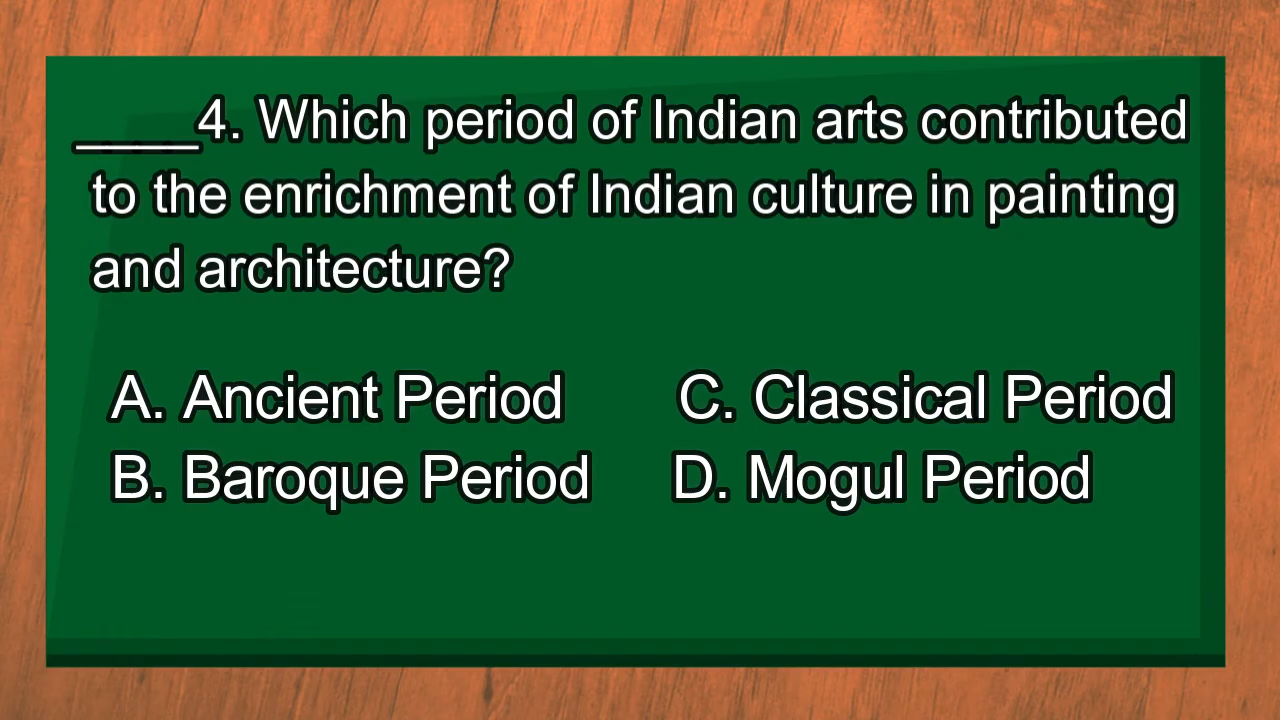 ____4. Which period of Indian arts contributed
to the enrichment of Indian culture in painting
and architecture?
A. Ancient Period C. Classical Period
B. Baroque Period D. Mogul Period